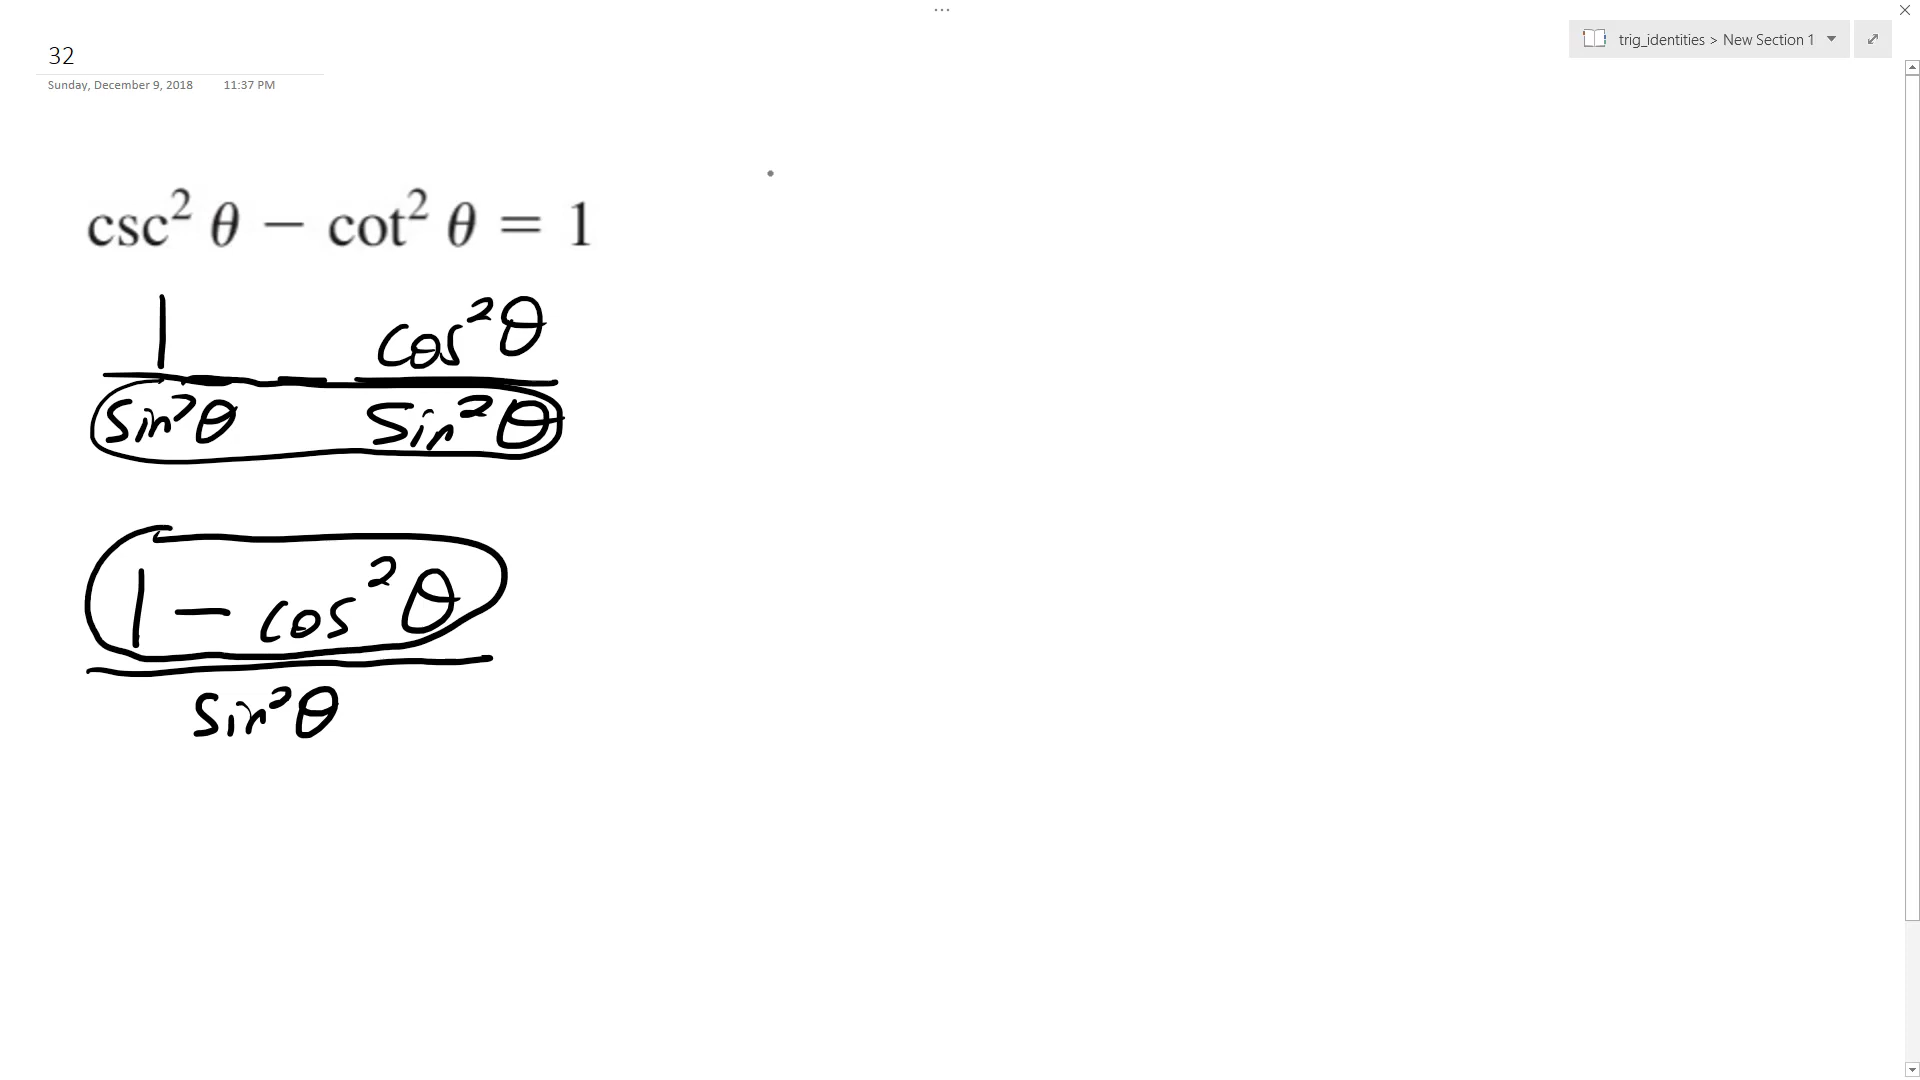 ...
trig_identities > New Section 1
32
Sunday, December 9, 2018 11:37 PM
csc² θ − cot² θ = 1
1 cos²θ
— - —
sin²θ sin²θ
1 − cos²θ
—
sin²θ